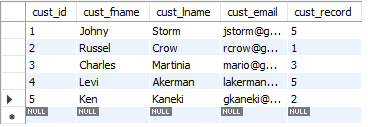 cust_id cust_fname cust_lname cust_email cust_record
1 Johny Storm jstorm@g... 5
2 Russel Crow rcrow@g... 1
3 Charles Martinia mario@g... 3
4 Levi Akerman lakerman... 5
5 Ken Kaneki gkaneki@... 2
NULL NULL NULL NULL NULL